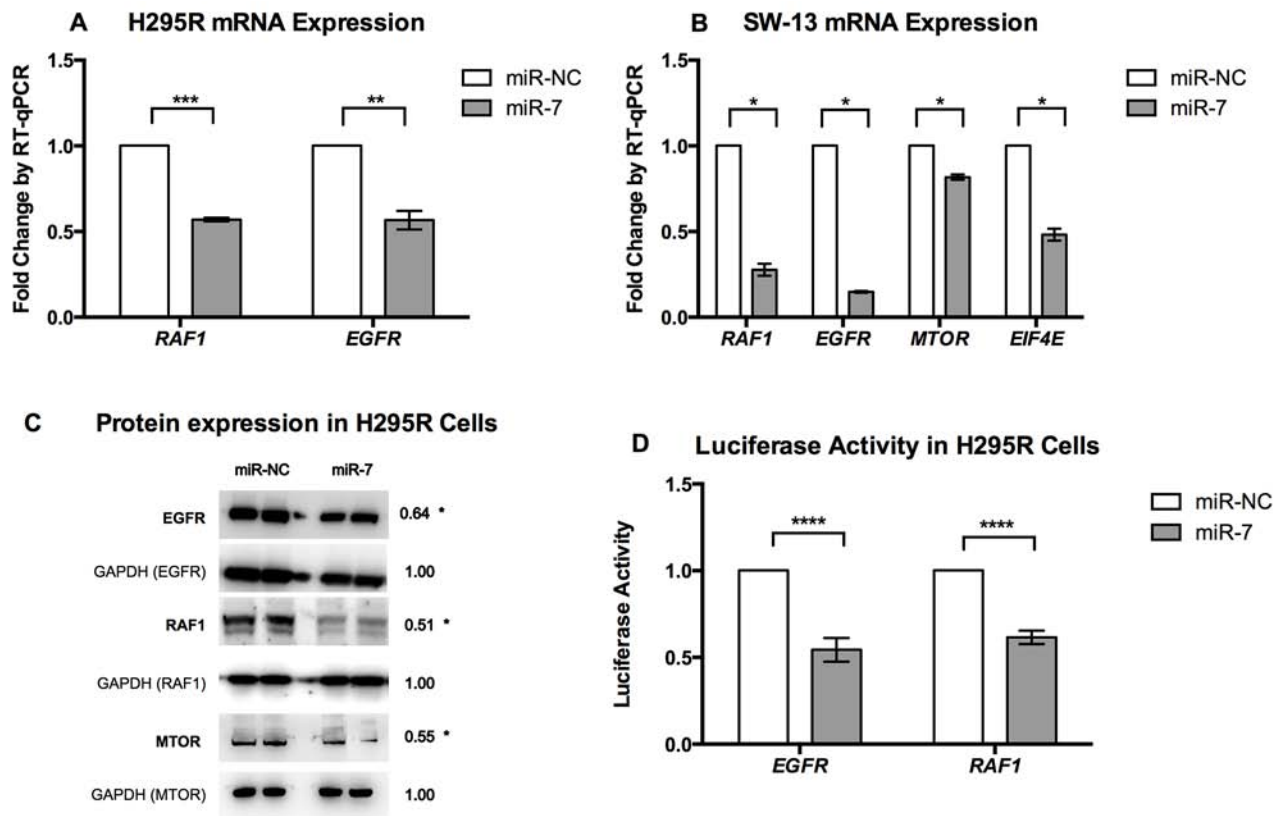 A H295R mRNA Expression
Fold Change by RT-qPCR
1.5
1.0
0.5
0.0
***
**
RAF1 EGFR
miR-NC
miR-7
B SW-13 mRNA Expression
Fold Change by RT-qPCR
1.5
1.0
0.5
0.0
* * * *
RAF1 EGFR MTOR EIF4E
miR-NC
miR-7
C Protein expression in H295R Cells
miR-NC miR-7
EGFR 0.64 *
GAPDH (EGFR) 1.00
RAF1 0.51 *
GAPDH (RAF1) 1.00
MTOR 0.55 *
GAPDH (MTOR) 1.00
D Luciferase Activity in H295R Cells
Luciferase Activity
1.5
1.0
0.5
0.0
**** ****
EGFR RAF1
miR-NC
miR-7